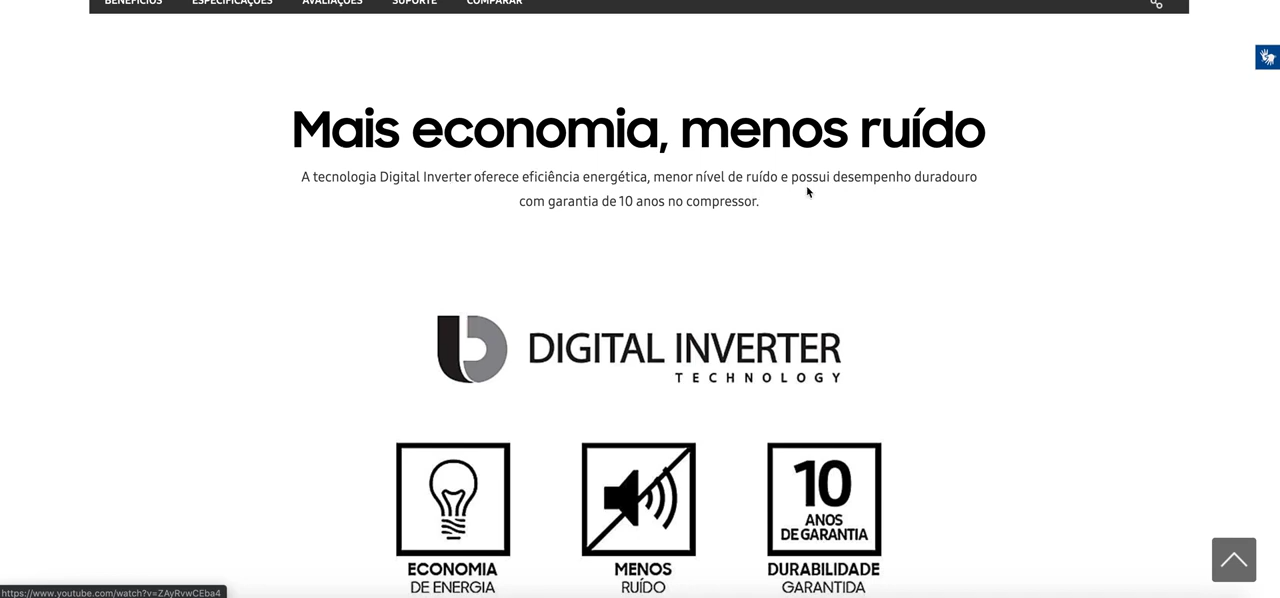 BENEFÍCIOS ESPECIFICAÇÕES AVALIAÇÕES SUPORTE COMPARAR
Mais economia, menos ruído
A tecnologia Digital Inverter oferece eficiência energética, menor nível de ruído e possui desempenho duradouro
com garantia de 10 anos no compressor.
DIGITAL INVERTER
TECHNOLOGY
10
ANOS
DE GARANTIA
ECONOMIA
DE ENERGIA
MENOS
RUÍDO
DURABILIDADE
GARANTIDA
https://www.youtube.com/watch?v=ZAyRvwCEba4